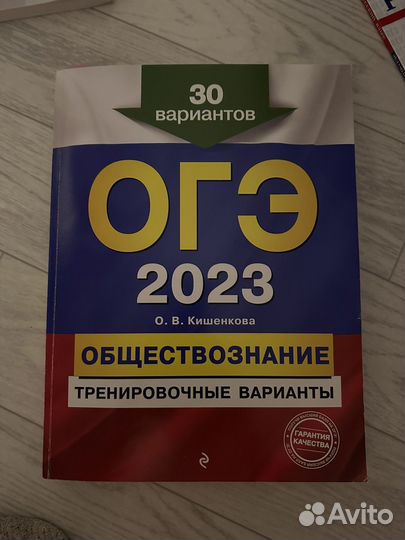 30
вариантов
ОГЭ
2023
О. В. Кишенкова
ОБЩЕСТВОЗНАНИЕ
ТРЕНИРОВОЧНЫЕ ВАРИАНТЫ
ГАРАНТИЯ
КАЧЕСТВА
Avito